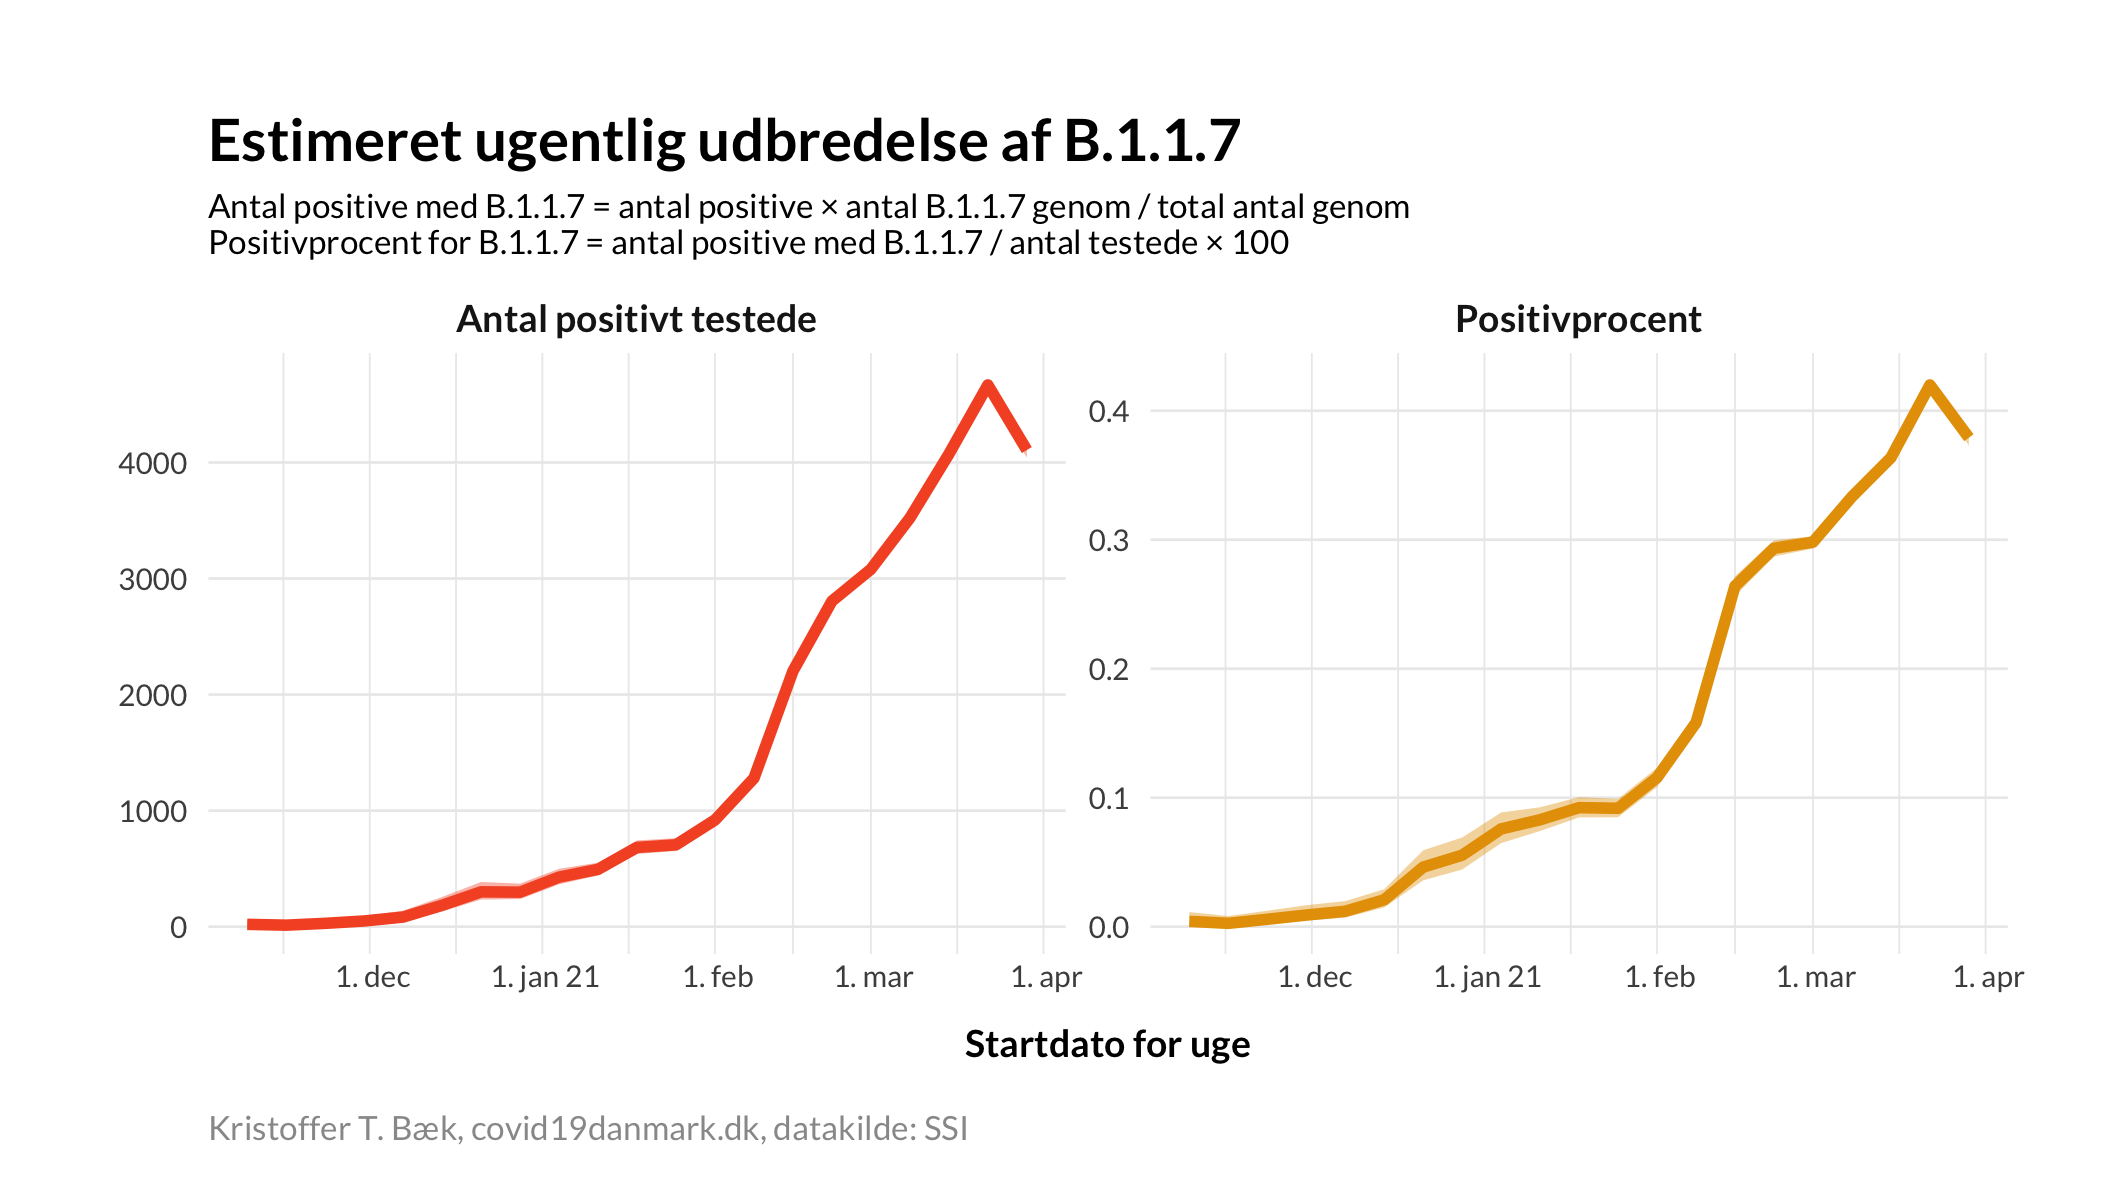 Estimeret ugentlig udbredelse af B.1.1.7
Antal positive med B.1.1.7 = antal positive × antal B.1.1.7 genom / total antal genom
Positivprocent for B.1.1.7 = antal positive med B.1.1.7 / antal testede × 100
Antal positivt testede
4000
3000
2000
1000
0
1. dec 1. jan 21 1. feb 1. mar 1. apr
Positivprocent
0.4
0.3
0.2
0.1
0.0
1. dec 1. jan 21 1. feb 1. mar 1. apr
Startdato for uge
Kristoffer T. Bæk, covid19danmark.dk, datakilde: SSI